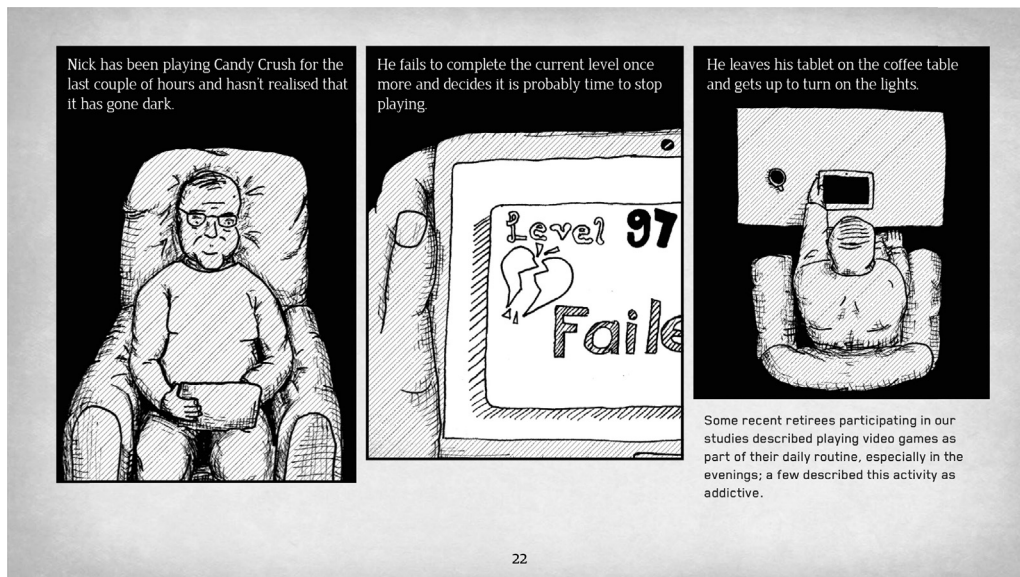 Nick has been playing Candy Crush for the
last couple of hours and hasn't realised that
it has gone dark.
He fails to complete the current level once
more and decides it is probably time to stop
playing.
Level 97
Faile
He leaves his tablet on the coffee table
and gets up to turn on the lights.
Some recent retirees participating in our
studies described playing video games as
part of their daily routine, especially in the
evenings; a few described this activity as
addictive.
22